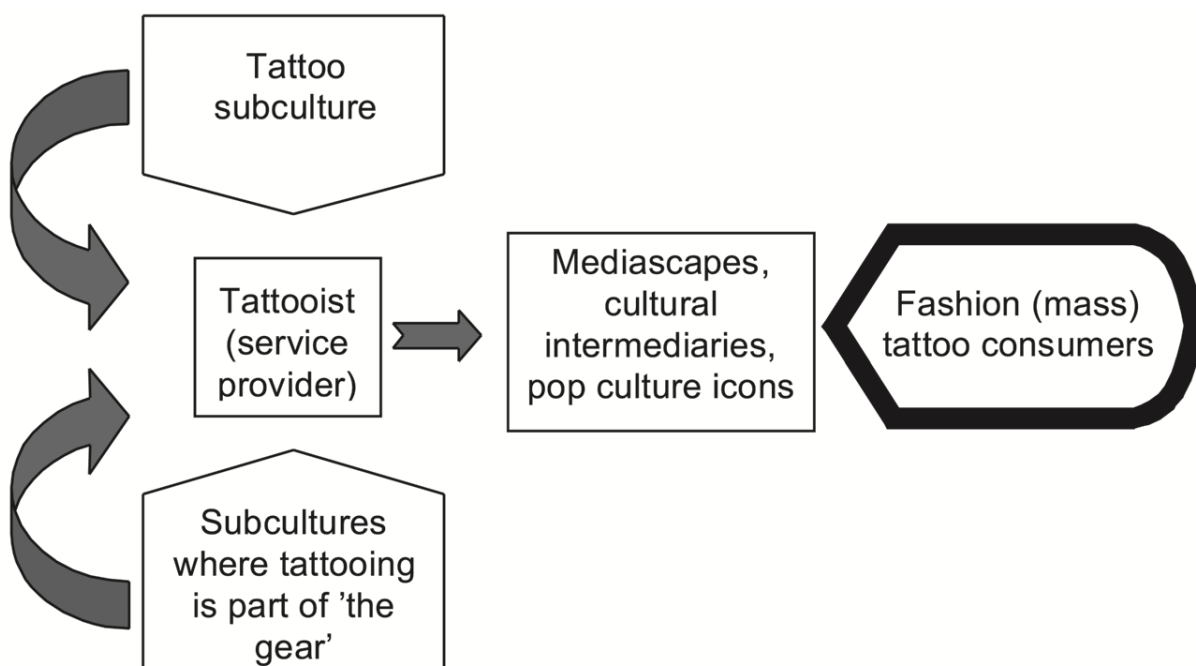 Tattoo
subculture
Tattooist
(service
provider)
Mediascapes,
cultural
intermediaries,
pop culture icons
Fashion (mass)
tattoo consumers
Subcultures
where tattooing
is part of ’the
gear’